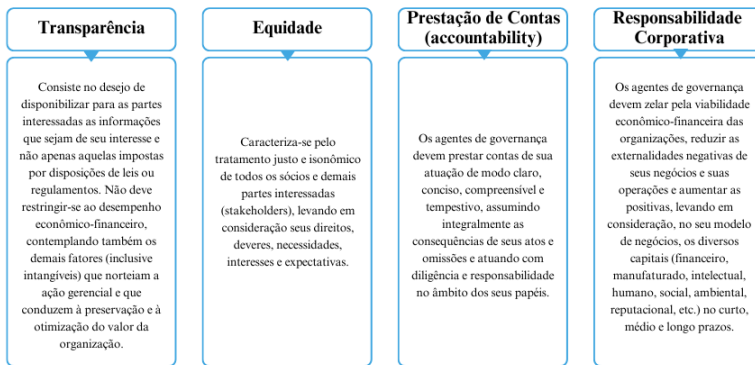 Transparência
Consiste no desejo de
disponibilizar para as partes
interessadas as informações
que sejam de seu interesse e
não apenas aquelas impostas
por disposições de leis ou
regulamentos. Não deve
restringir-se ao desempenho
econômico-financeiro,
contemplando também os
demais fatores (inclusive
intangíveis) que norteiam a
ação gerencial e que
conduzem à preservação e à
otimização do valor da
organização.
Equidade
Caracteriza-se pelo
tratamento justo e isonômico
de todos os sócios e demais
partes interessadas
(stakeholders), levando em
consideração seus direitos,
deveres, necessidades,
interesses e expectativas.
Prestação de Contas
(accountability)
Os agentes de governança
devem prestar contas de sua
atuação de modo claro,
conciso, compreensível e
tempestivo, assumindo
integralmente as
consequências de seus atos e
omissões e atuando com
diligência e responsabilidade
no âmbito dos seus papéis.
Responsabilidade
Corporativa
Os agentes de governança
devem zelar pela viabilidade
econômico-financeira das
organizações, reduzir as
externalidades negativas de
seus negócios e suas
operações e aumentar as
positivas, levando em
consideração, no seu modelo
de negócios, os diversos
capitais (financeiro,
manufaturado, intelectual,
humano, social, ambiental,
reputacional, etc.) no curto,
médio e longo prazos.